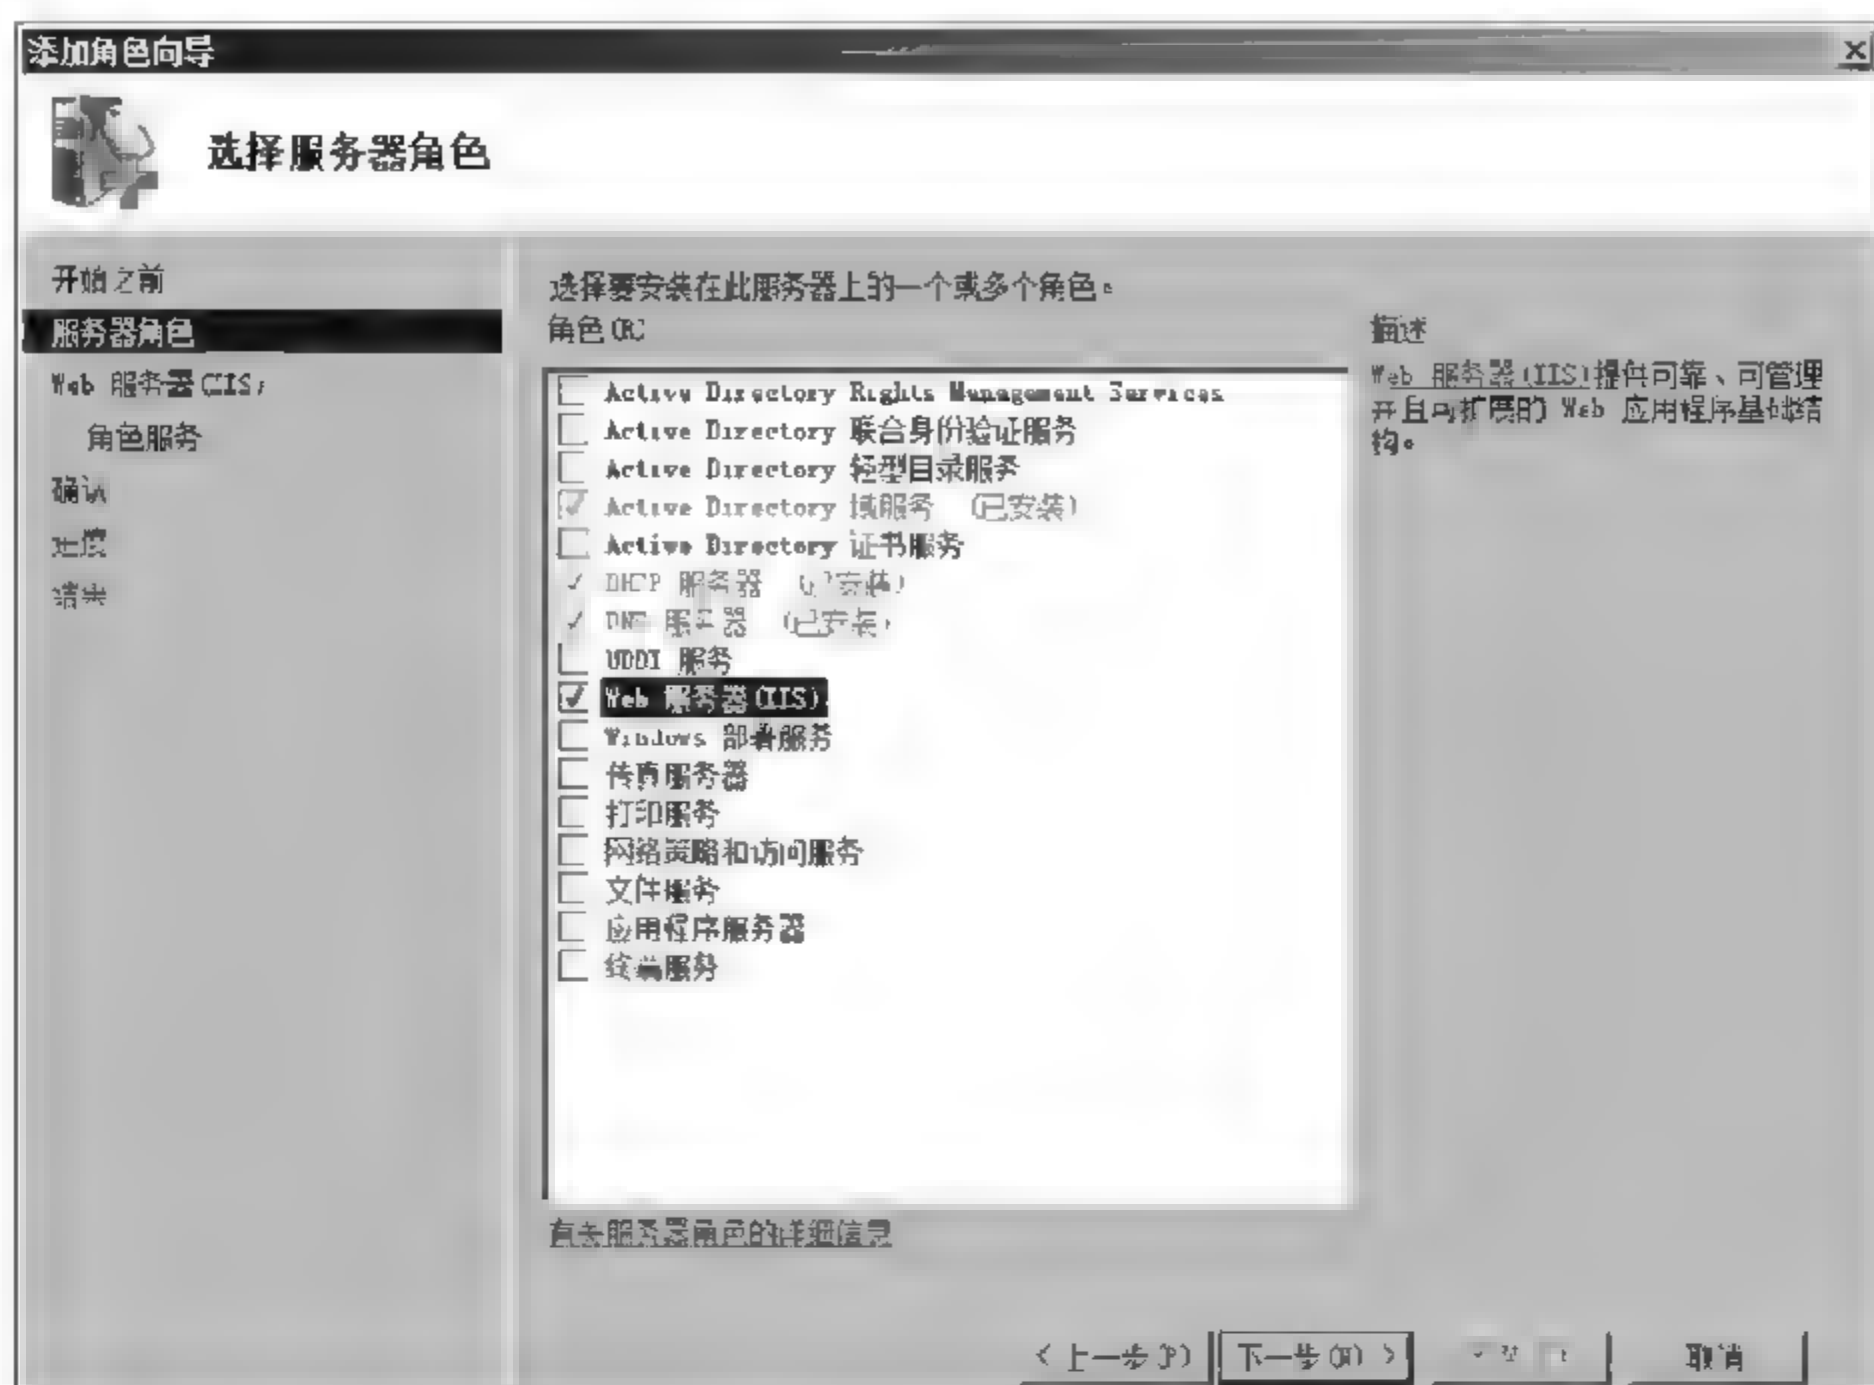 添加角色向导
选择服务器角色
开始之前
服务器角色
Web 服务器(IIS)
角色服务
确认
进度
结果
选择要安装在此服务器上的一个或多个角色。
角色(R)
Active Directory Rights Management Services
Active Directory 联合身份验证服务
Active Directory 轻型目录服务
Active Directory 域服务 (已安装)
Active Directory 证书服务
DHCP 服务器 (已安装)
DNS 服务器 (已安装)
UDDI 服务
Web 服务器(IIS)
Windows 部署服务
传真服务器
打印服务
网络策略和访问服务
文件服务
应用程序服务器
终端服务
有关服务器角色的详细信息
描述
Web 服务器(IIS)提供可靠、可管理
并且可扩展的 Web 应用程序基础结
构。
< 上一步(P)
下一步(N) >
取消